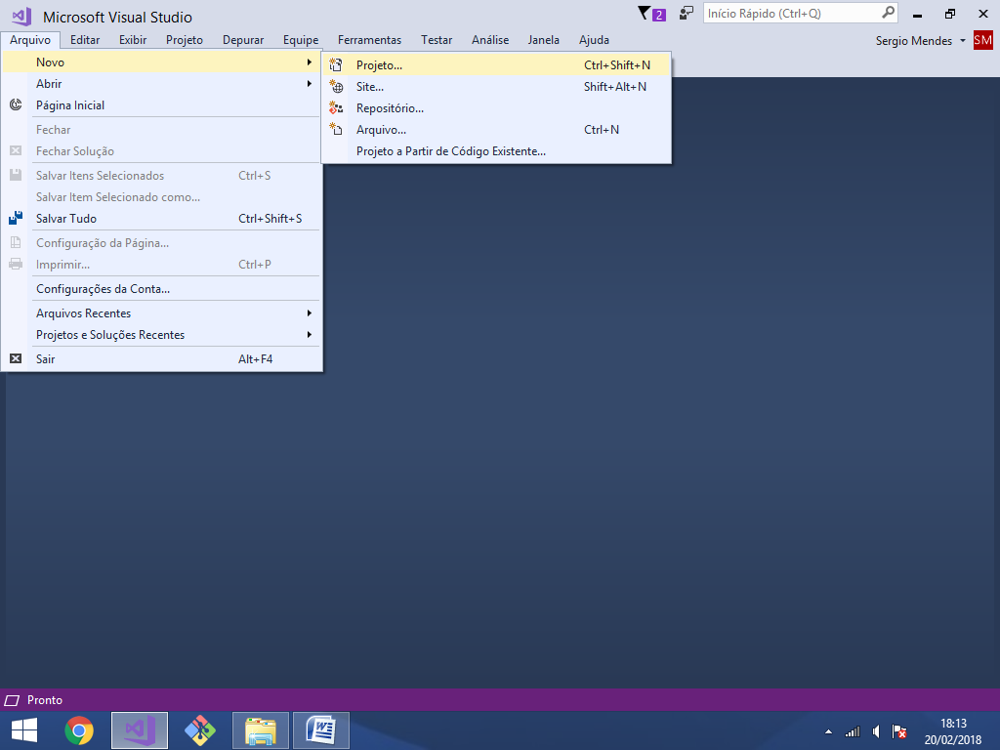 Microsoft Visual Studio
2
Início Rápido (Ctrl+Q)
Arquivo Editar Exibir Projeto Depurar Equipe Ferramentas Testar Análise Janela Ajuda
Sergio Mendes SM
Novo
Abrir
Página Inicial
Fechar
Fechar Solução
Salvar Itens Selecionados Ctrl+S
Salvar Item Selecionado como...
Salvar Tudo Ctrl+Shift+S
Configuração da Página...
Imprimir... Ctrl+P
Configurações da Conta...
Arquivos Recentes
Projetos e Soluções Recentes
Sair Alt+F4
Projeto... Ctrl+Shift+N
Site... Shift+Alt+N
Repositório...
Arquivo... Ctrl+N
Projeto a Partir de Código Existente...
Pronto
18:13
20/02/2018